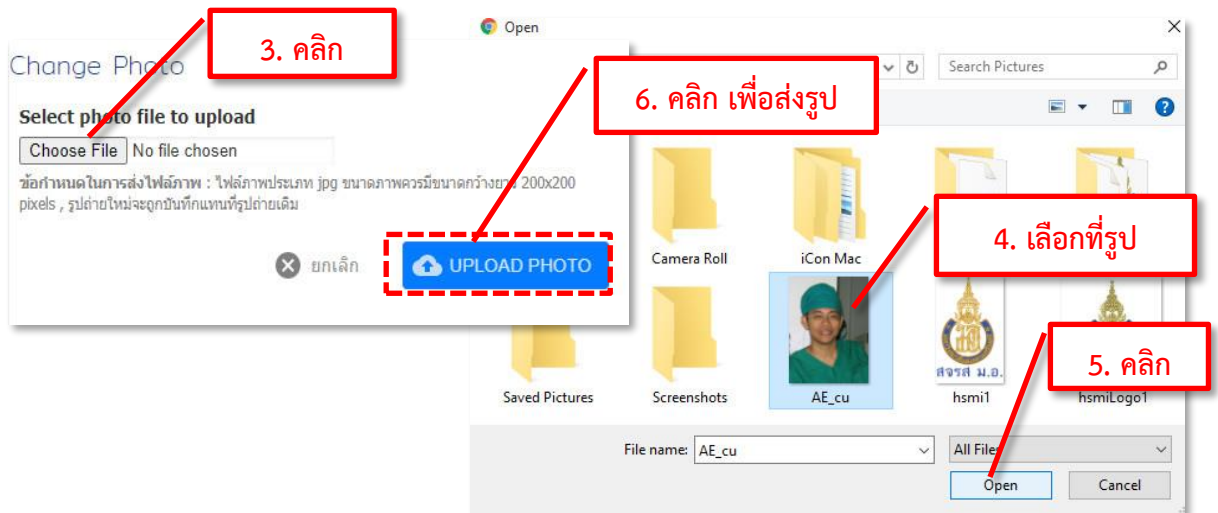 Open
3. คลิก
Change Photo
Search Pictures
6. คลิก เพื่อส่งรูป
Select photo file to upload
Choose File No file chosen
ข้อกำหนดในการส่งไฟล์ภาพ : ไฟล์ภาพประเภท jpg ขนาดภาพควรมีขนาดกว้างยาว 200x200
pixels , รูปถ่ายใหม่จะถูกบันทึกแทนที่รูปถ่ายเดิม
4. เลือกที่รูป
Camera Roll
iCon Mac
ยกเลิก
UPLOAD PHOTO
สจรส ม.อ.
5. คลิก
Saved Pictures
Screenshots
AE_cu
hsmi1
hsmiLogo1
File name: AE_cu
All Files
Open
Cancel